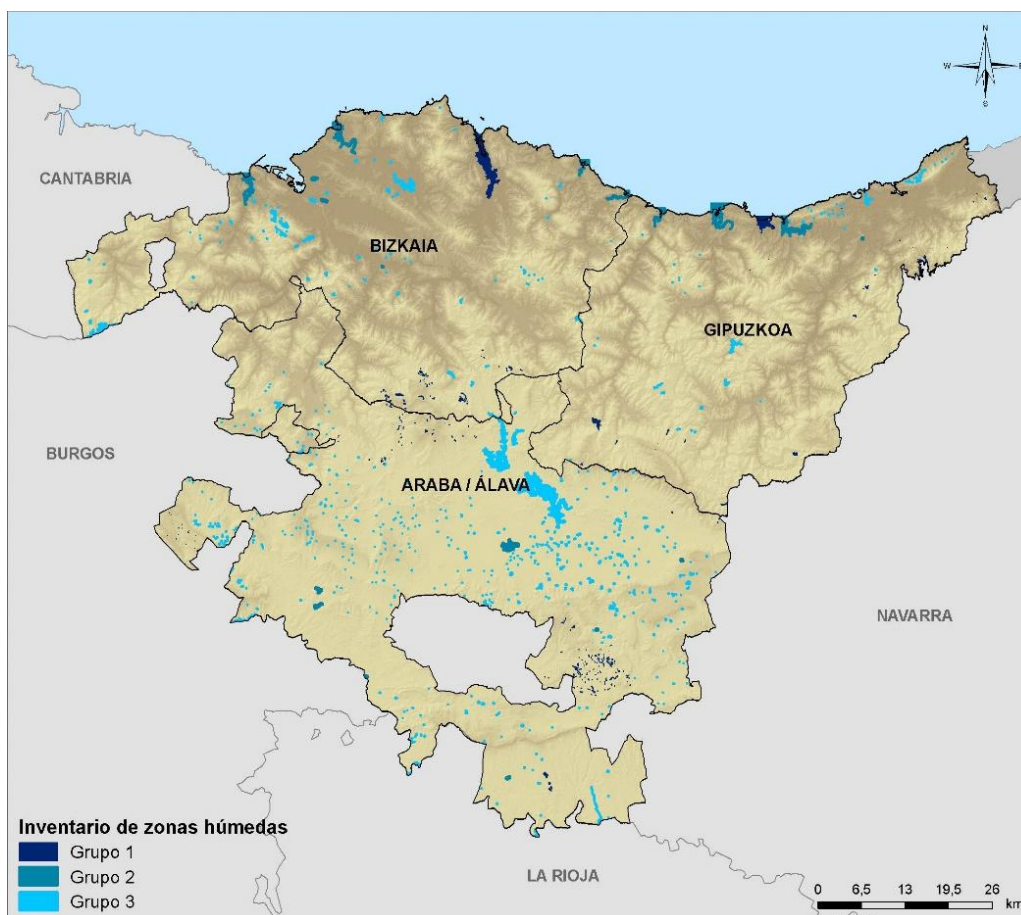 N
W E
S
CANTABRIA
BIZKAIA
GIPUZKOA
BURGOS
ARABA / ÁLAVA
NAVARRA
Inventario de zonas húmedas
Grupo 1
Grupo 2
Grupo 3
LA RIOJA
0 6,5 13 19,5 26
km